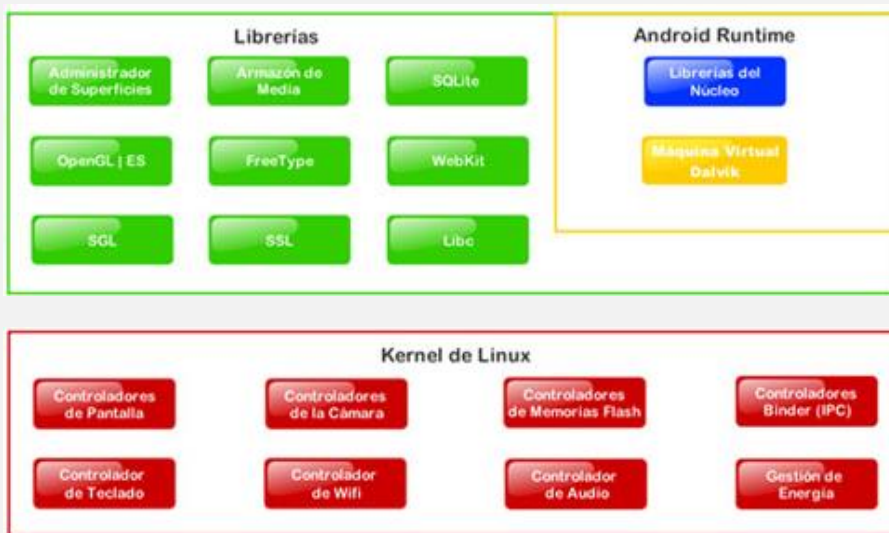 Librerías
Android Runtime
Administrador
de Superficies
Armazón de
Media
SQLite
Librerías del
Núcleo
OpenGL | ES
FreeType
WebKit
Máquina Virtual
Dalvik
SGL
SSL
Libc
Kernel de Linux
Controladores
de Pantalla
Controladores
de la Cámara
Controladores
de Memorias Flash
Controladores
Binder (IPC)
Controlador
de Teclado
Controlador
de Wifi
Controlador
de Audio
Gestión de
Energía